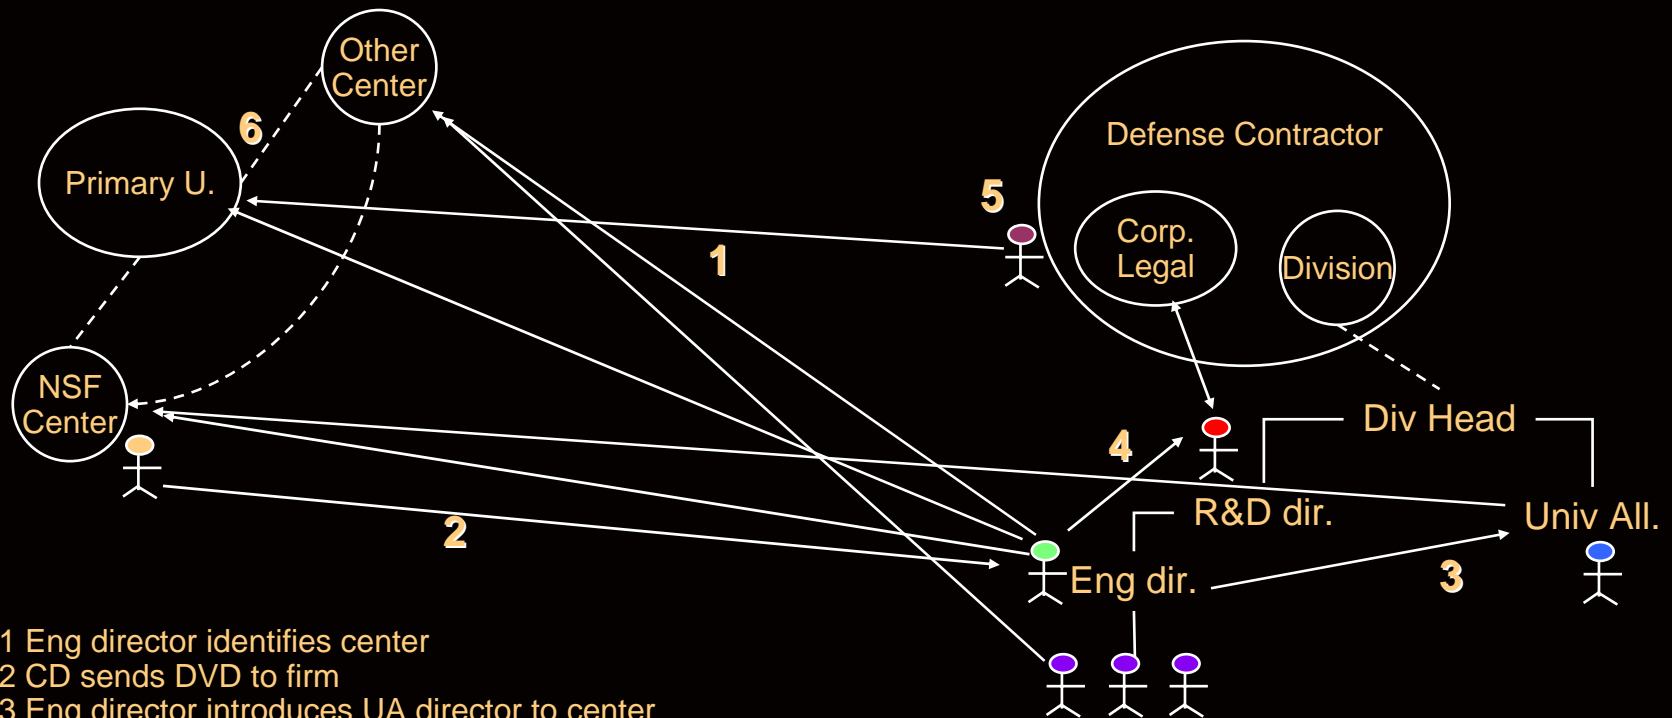 Other
Center
6
Primary U.
Defense Contractor
5
Corp.
Legal
Division
1
NSF
Center
Div Head
4
R&D dir.
Univ All.
2
Eng dir.
3
1 Eng director identifies center
2 CD sends DVD to firm
3 Eng director introduces UA director to center